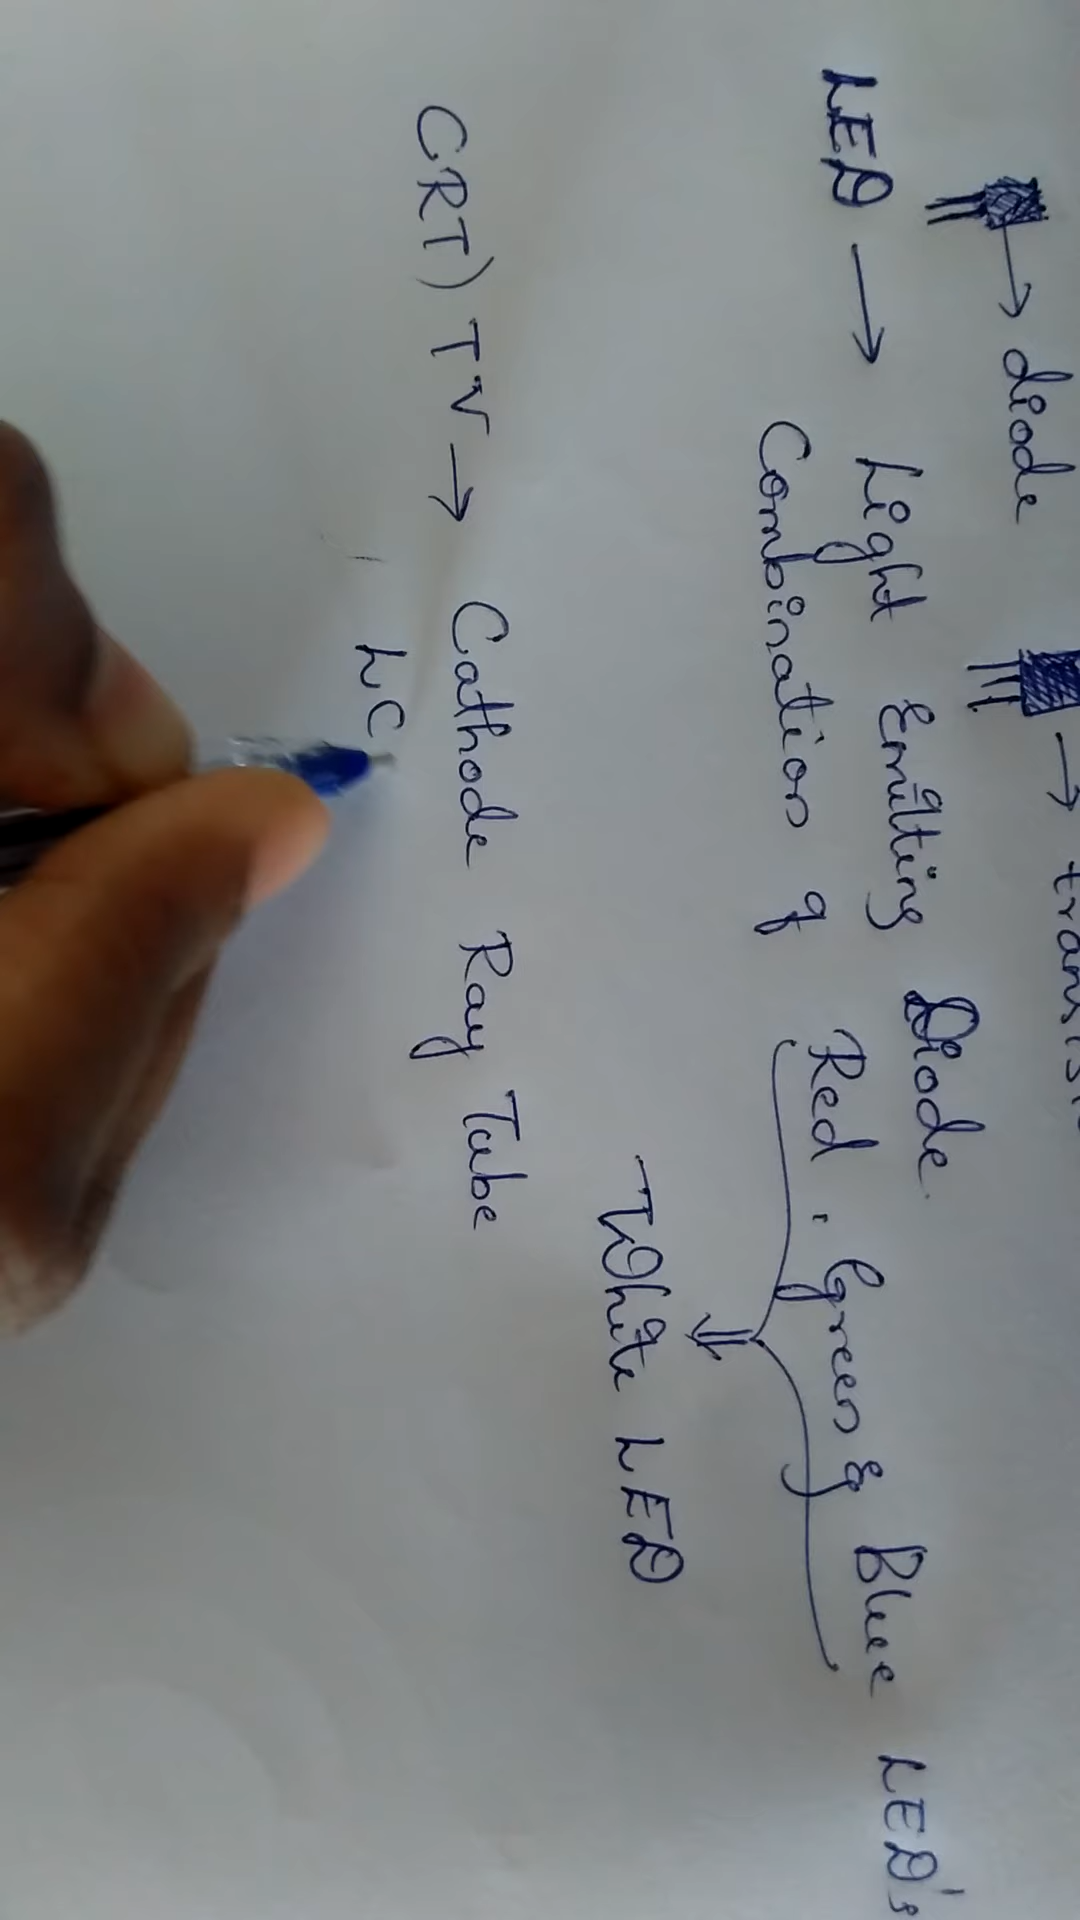 → diode → transis
LED → Light Emitting Diode
Combination of Red, Green & Blue LED's
White LED
CRT) TV → Cathode Ray Tube
LC